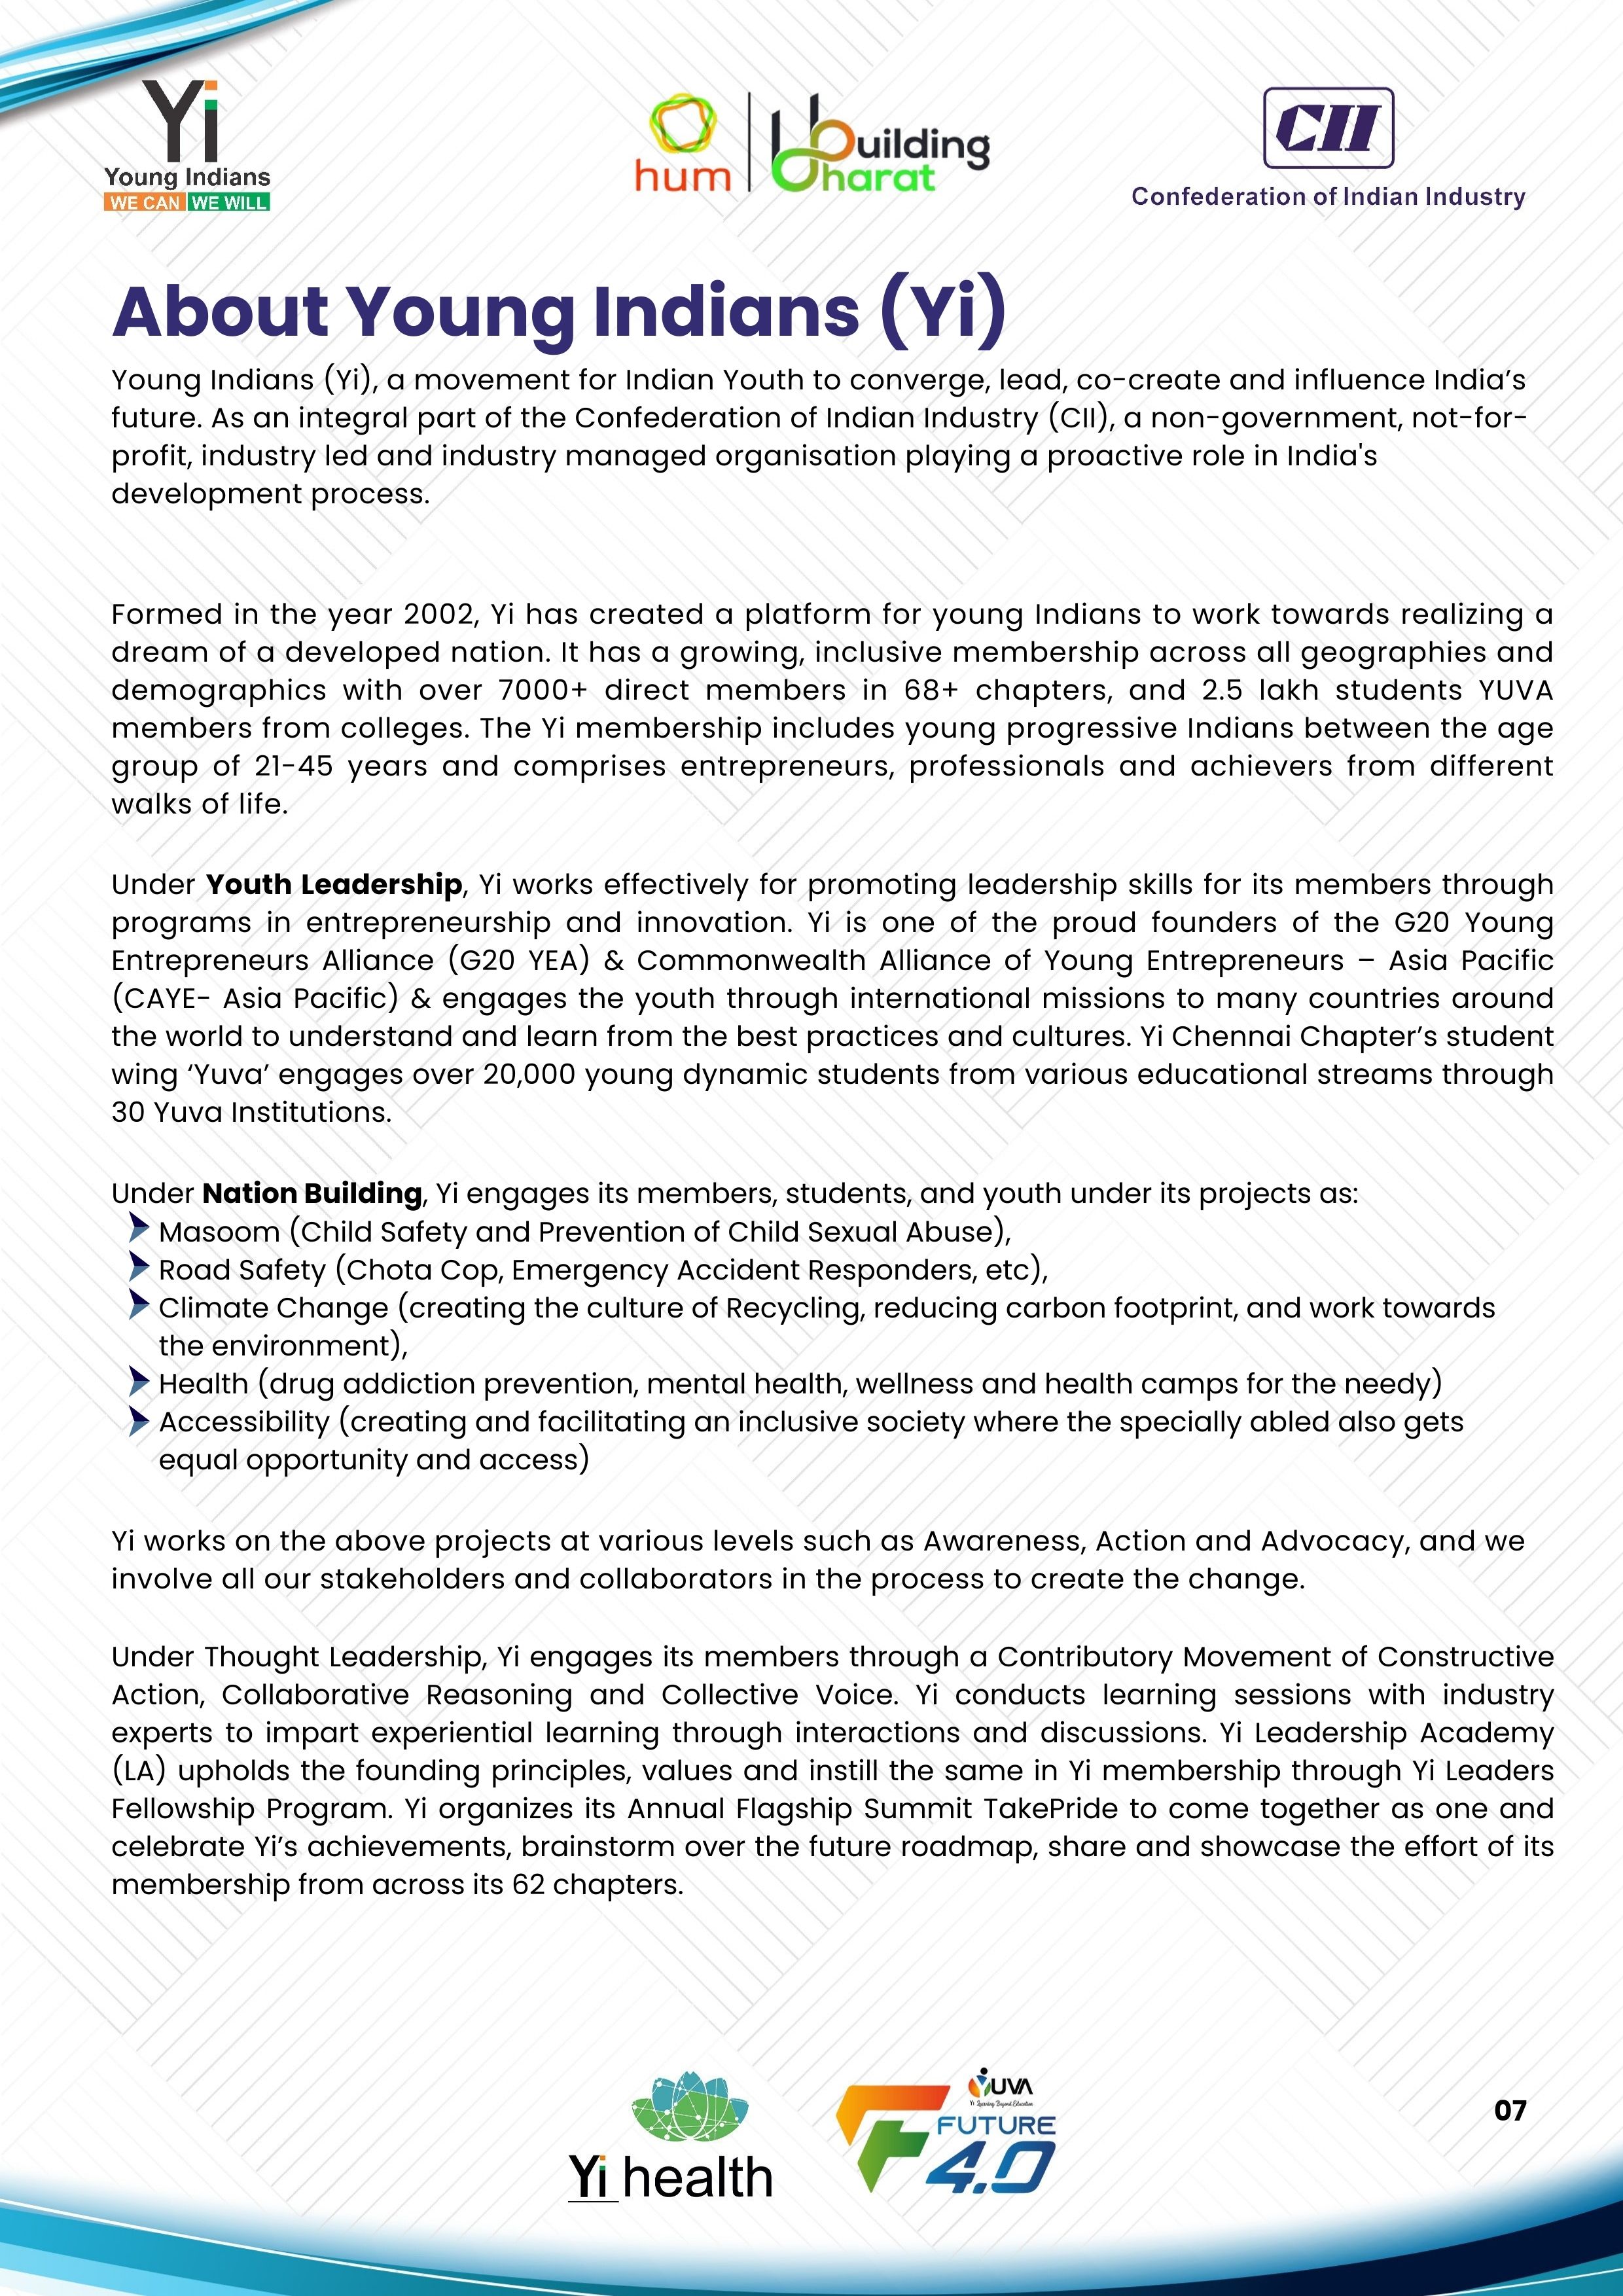 Yi
Young Indians
WE CAN WE WILL
hum
Building
Bharat
CII
Confederation of Indian Industry
About Young Indians (Yi)
Young Indians (Yi), a movement for Indian Youth to converge, lead, co-create and influence India’s
future. As an integral part of the Confederation of Indian Industry (CII), a non-government, not-for-
profit, industry led and industry managed organisation playing a proactive role in India's
development process.
Formed in the year 2002, Yi has created a platform for young Indians to work towards realizing a
dream of a developed nation. It has a growing, inclusive membership across all geographies and
demographics with over 7000+ direct members in 68+ chapters, and 2.5 lakh students YUVA
members from colleges. The Yi membership includes young progressive Indians between the age
group of 21-45 years and comprises entrepreneurs, professionals and achievers from different
walks of life.
Under Youth Leadership, Yi works effectively for promoting leadership skills for its members through
programs in entrepreneurship and innovation. Yi is one of the proud founders of the G20 Young
Entrepreneurs Alliance (G20 YEA) & Commonwealth Alliance of Young Entrepreneurs – Asia Pacific
(CAYE- Asia Pacific) & engages the youth through international missions to many countries around
the world to understand and learn from the best practices and cultures. Yi Chennai Chapter’s student
wing ‘Yuva’ engages over 20,000 young dynamic students from various educational streams through
30 Yuva Institutions.
Under Nation Building, Yi engages its members, students, and youth under its projects as:
Masoom (Child Safety and Prevention of Child Sexual Abuse),
Road Safety (Chota Cop, Emergency Accident Responders, etc),
Climate Change (creating the culture of Recycling, reducing carbon footprint, and work towards
the environment),
Health (drug addiction prevention, mental health, wellness and health camps for the needy)
Accessibility (creating and facilitating an inclusive society where the specially abled also gets
equal opportunity and access)
Yi works on the above projects at various levels such as Awareness, Action and Advocacy, and we
involve all our stakeholders and collaborators in the process to create the change.
Under Thought Leadership, Yi engages its members through a Contributory Movement of Constructive
Action, Collaborative Reasoning and Collective Voice. Yi conducts learning sessions with industry
experts to impart experiential learning through interactions and discussions. Yi Leadership Academy
(LA) upholds the founding principles, values and instill the same in Yi membership through Yi Leaders
Fellowship Program. Yi organizes its Annual Flagship Summit TakePride to come together as one and
celebrate Yi’s achievements, brainstorm over the future roadmap, share and showcase the effort of its
membership from across its 62 chapters.
Yi health
YUVA
Yi Learning Beyond Education
FUTURE
4.0
07